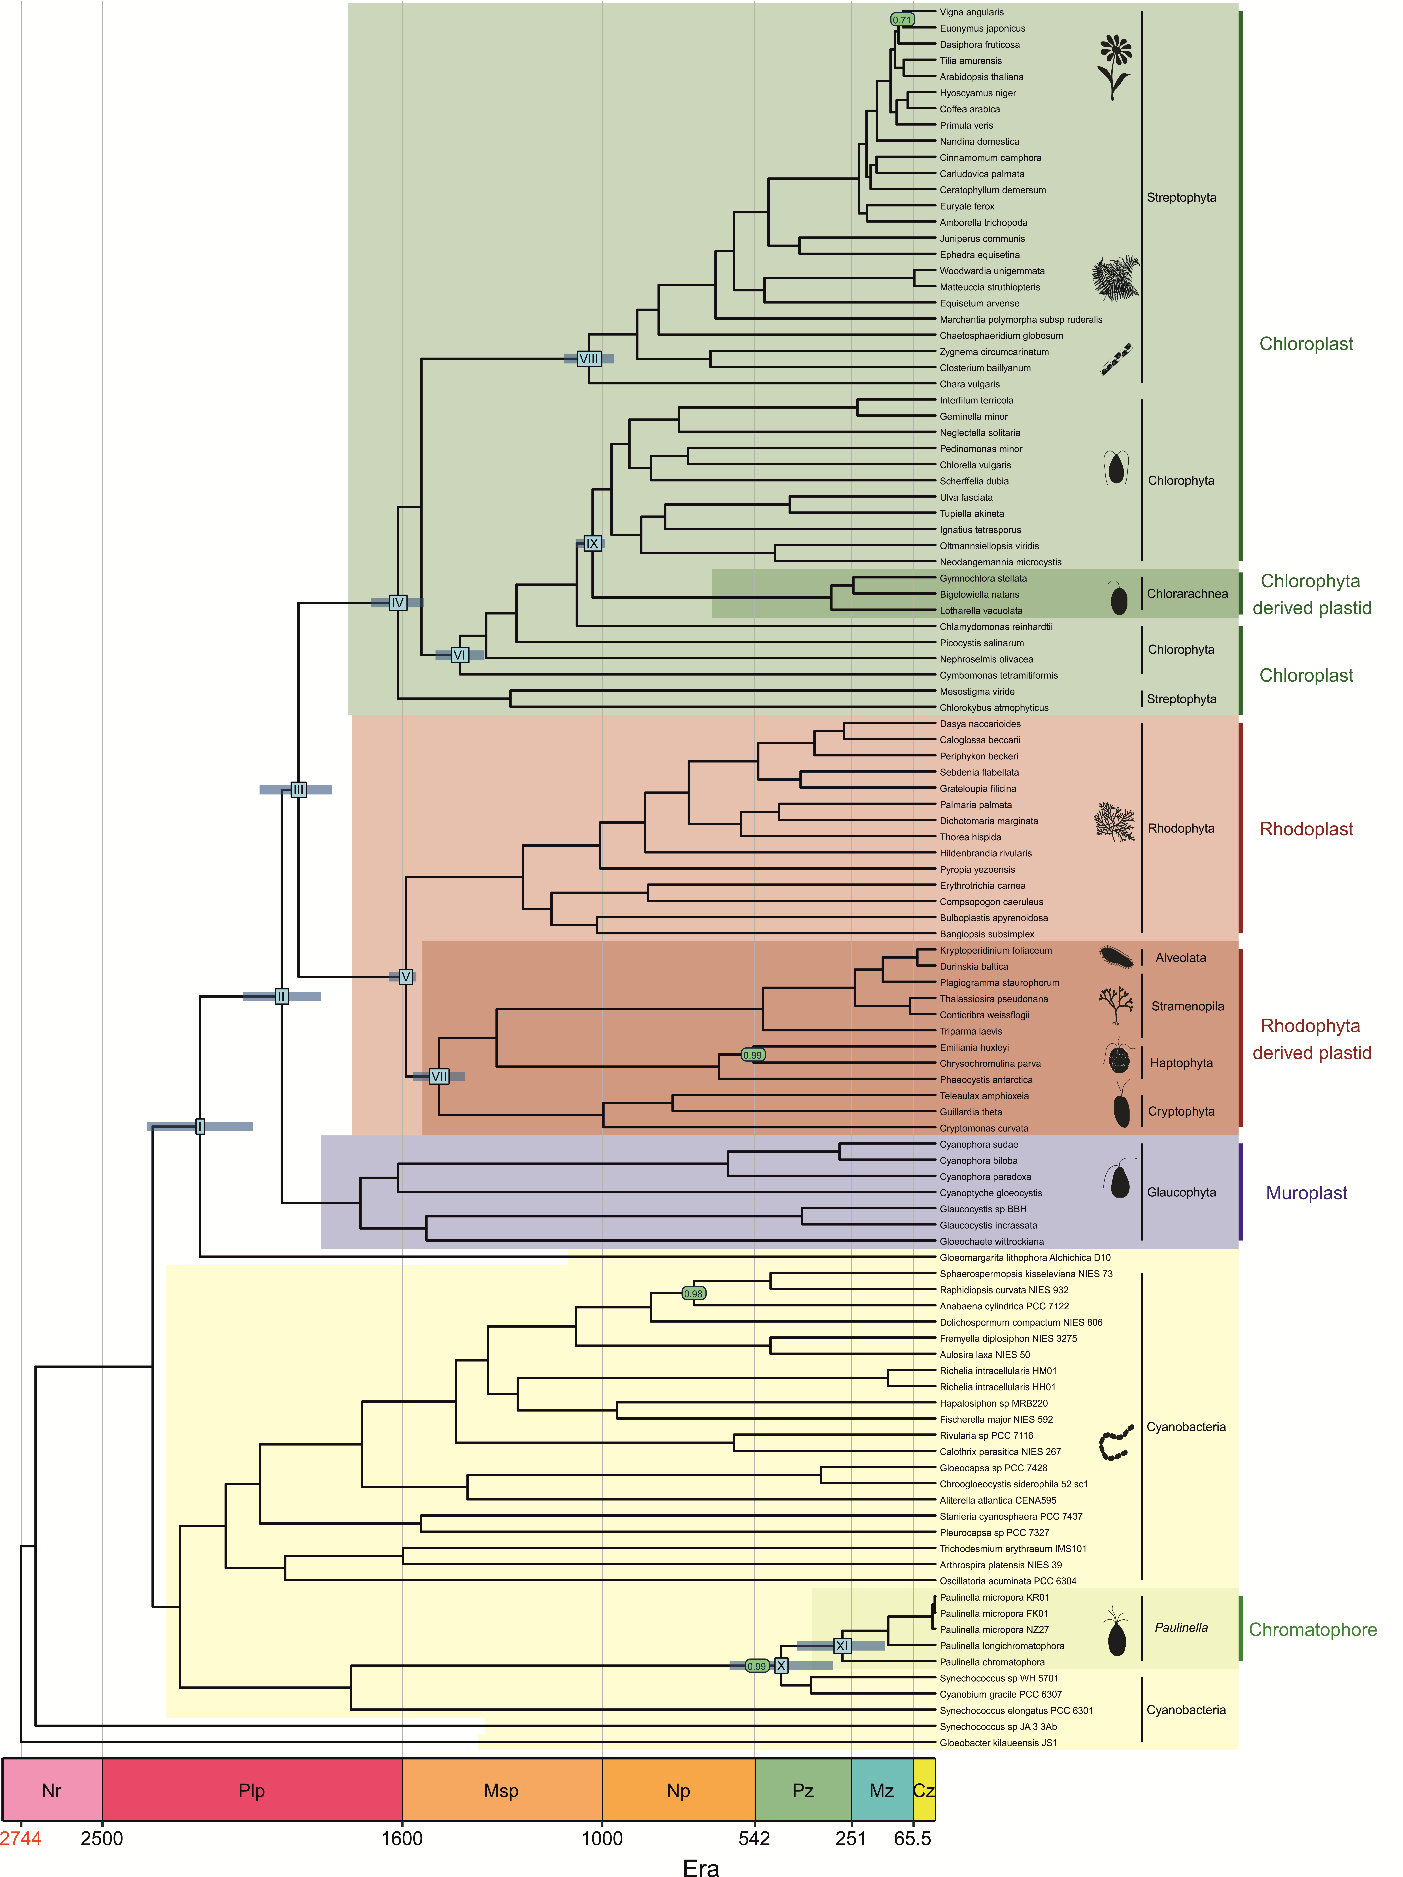 Vigna angularis
0.71
Euonymus japonicus
Dasiphora fruticosa
Tilia amurensis
Arabidopsis thaliana
Hyoscyamus niger
Coffea arabica
Primula veris
Nandina domestica
Cinnamomum camphora
Carludovica palmata
Ceratophyllum demersum
Streptophyta
Euryale ferox
Amborella trichopoda
Juniperus communis
Ephedra equisetina
Woodwardia unigemmata
Matteuccia struthiopteris
Equisetum arvense
Marchantia polymorpha subsp ruderalis
Chaetosphaeridium globosum
Chloroplast
Zygnema circumcarinatum
VIII
Closterium baillyanum
Chara vulgaris
Interfilum terricola
Geminella minor
Neglectella solitaria
Pedinomonas minor
Chlorella vulgaris
Scherffelia dubia
Chlorophyta
Ulva fasciata
Tupiella akineta
Ignatius tetrasporus
IX
Oltmannsiellopsis viridis
Neodangemannia microcystis
Gymnochlora stellata
Chlorophyta
derived plastid
Bigelowiella natans
Chlorarachnea
IV
Lotharella vacuolata
Chlamydomonas reinhardtii
Picocystis salinarum
Chlorophyta
VI
Nephroselmis olivacea
Cymbomonas tetramitiformis
Chloroplast
Mesostigma viride
Streptophyta
Chlorokybus atmophyticus
Dasya naccarioides
Caloglossa beccarii
Periphykon beckeri
Sebdenia flabellata
III
Grateloupia filicina
Palmaria palmata
Dichotomaria marginata
Rhodophyta
Rhodoplast
Thorea hispida
Hildenbrandia rivularis
Pyropia yezoensis
Erythrotrichia carnea
Compsopogon caeruleus
Bulboplastis apyrenoidosa
Bangiopsis subsimplex
Kryptoperidinium foliaceum
Alveolata
Durinskia baltica
V
Plagiogramma staurophorum
II
Thalassiosira pseudonana
Stramenopila
Conticribra weissflogii
Triparma laevis
Rhodophyta
derived plastid
Emiliania huxleyi
0.99
Chrysochromulina parva
Haptophyta
VII
Phaeocystis antarctica
Teleaulax amphioxeia
Guillardia theta
Cryptophyta
I
Cryptomonas curvata
Cyanophora sudae
Cyanophora biloba
Cyanophora paradoxa
Cyanoptyche gloeocystis
Glaucophyta
Muroplast
Glaucocystis sp BBH
Glaucocystis incrassata
Gloeochaete wittrockiana
Gloeomargarita lithophora Alchichica D10
Sphaerospermopsis kisseleviana NIES 73
Raphidiopsis curvata NIES 932
0.98
Anabaena cylindrica PCC 7122
Dolichospermum compactum NIES 806
Fremyella diplosiphon NIES 3275
Aulosira laxa NIES 50
Richelia intracellularis HM01
Richelia intracellularis HH01
Hapalosiphon sp MRB220
Fischerella major NIES 592
Cyanobacteria
Rivularia sp PCC 7116
Calothrix parasitica NIES 267
Gloeocapsa sp PCC 7428
Chroogloeocystis siderophila 52 sc1
Aliterella atlantica CENA595
Stanieria cyanosphaera PCC 7437
Pleurocapsa sp PCC 7327
Trichodesmium erythraeum IMS101
Arthrospira platensis NIES 39
Oscillatoria acuminata PCC 6304
Paulinella micropora KR01
Paulinella micropora FK01
Paulinella micropora NZ27
Paulinella
Chromatophore
XI
Paulinella longichromatophora
0.99
X
Paulinella chromatophora
Synechococcus sp WH 5701
Cyanobium gracile PCC 6307
Synechococcus elongatus PCC 6301
Cyanobacteria
Synechococcus sp JA 3 3Ab
Gloeobacter kilaueensis JS1
Nr Plp Msp Np Pz Mz Cz
2744 2500 1600 1000 542 251 65.5
Era